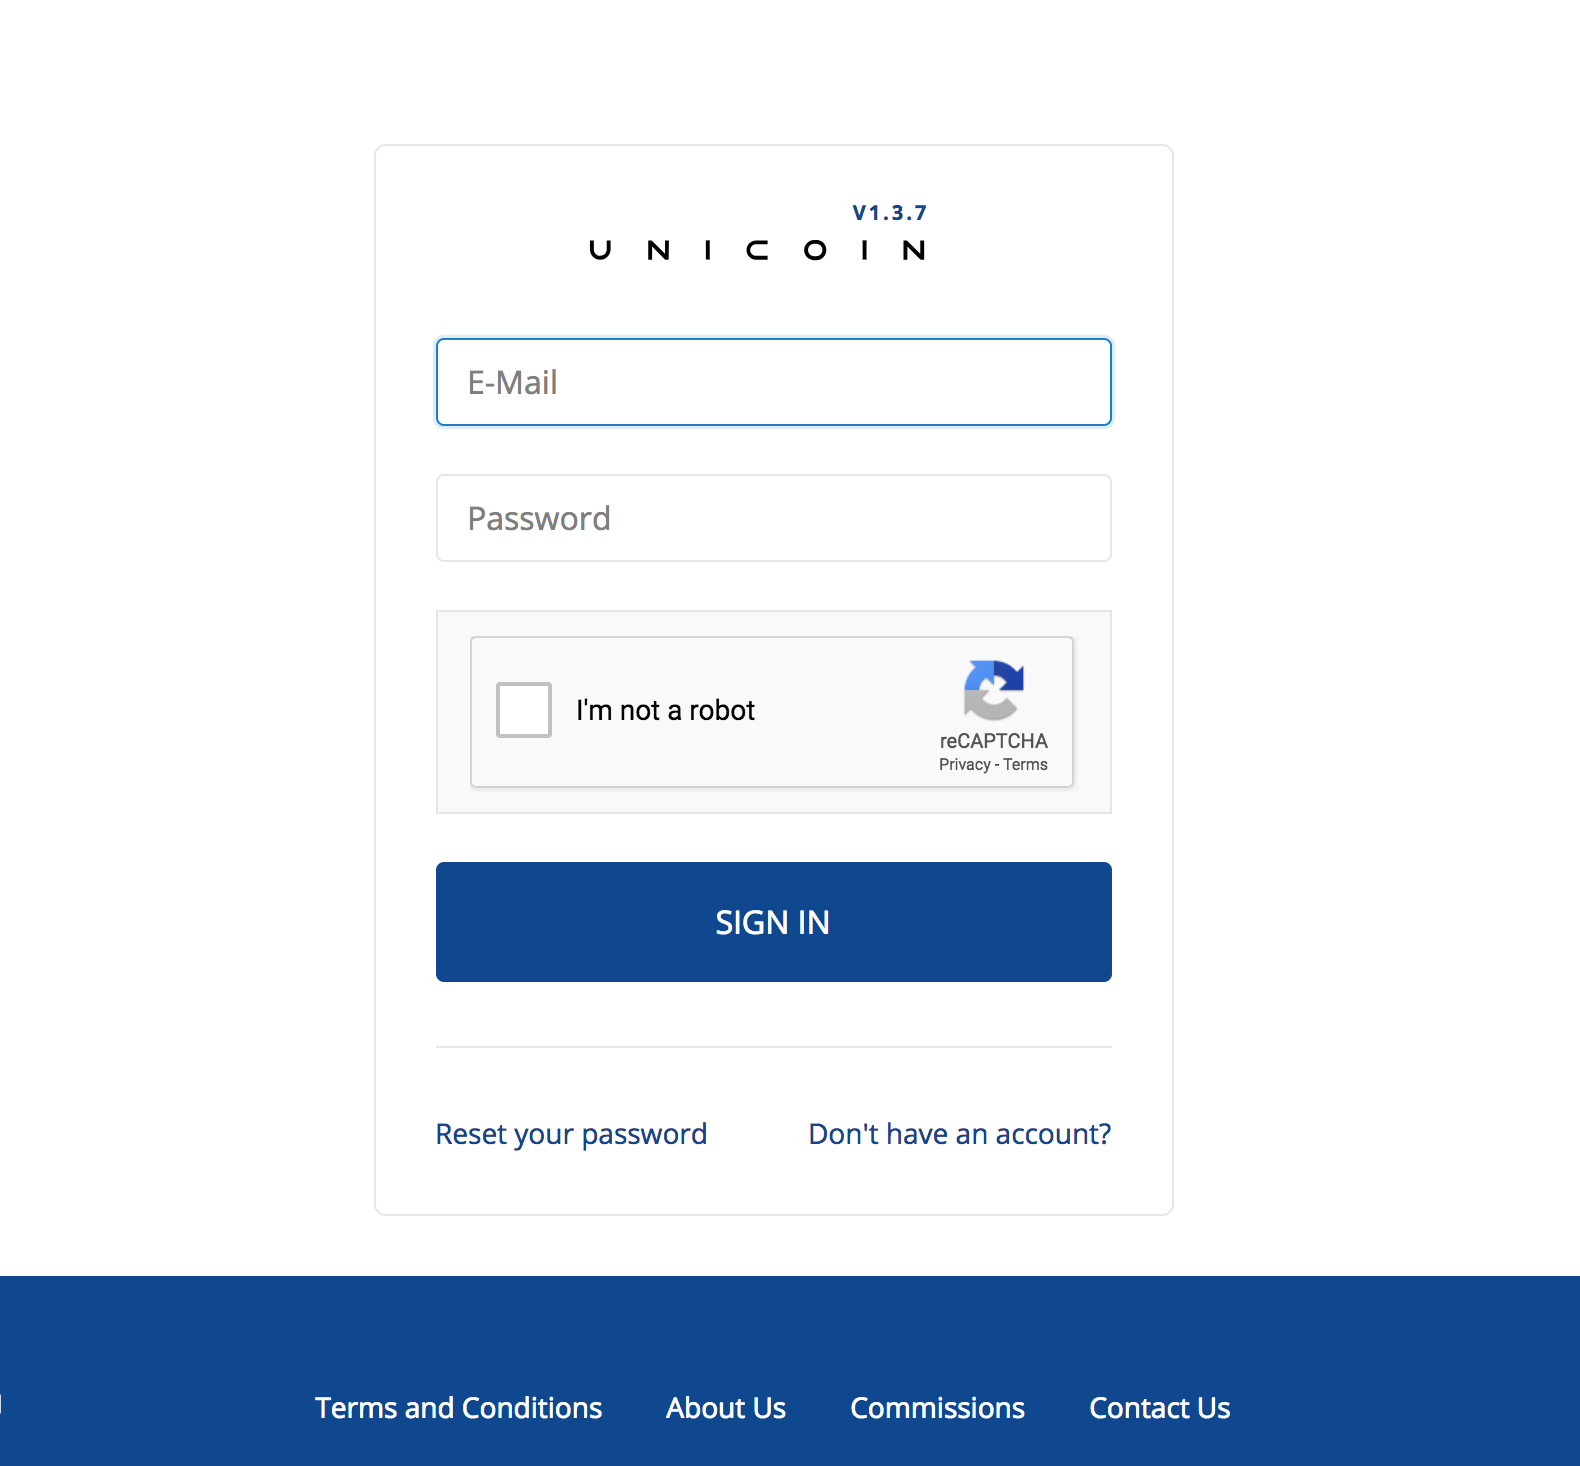 V1.3.7
UNICOIN
E-Mail
Password
I'm not a robot
reCAPTCHA
Privacy - Terms
SIGN IN
Reset your password
Don't have an account?
Terms and Conditions
About Us
Commissions
Contact Us